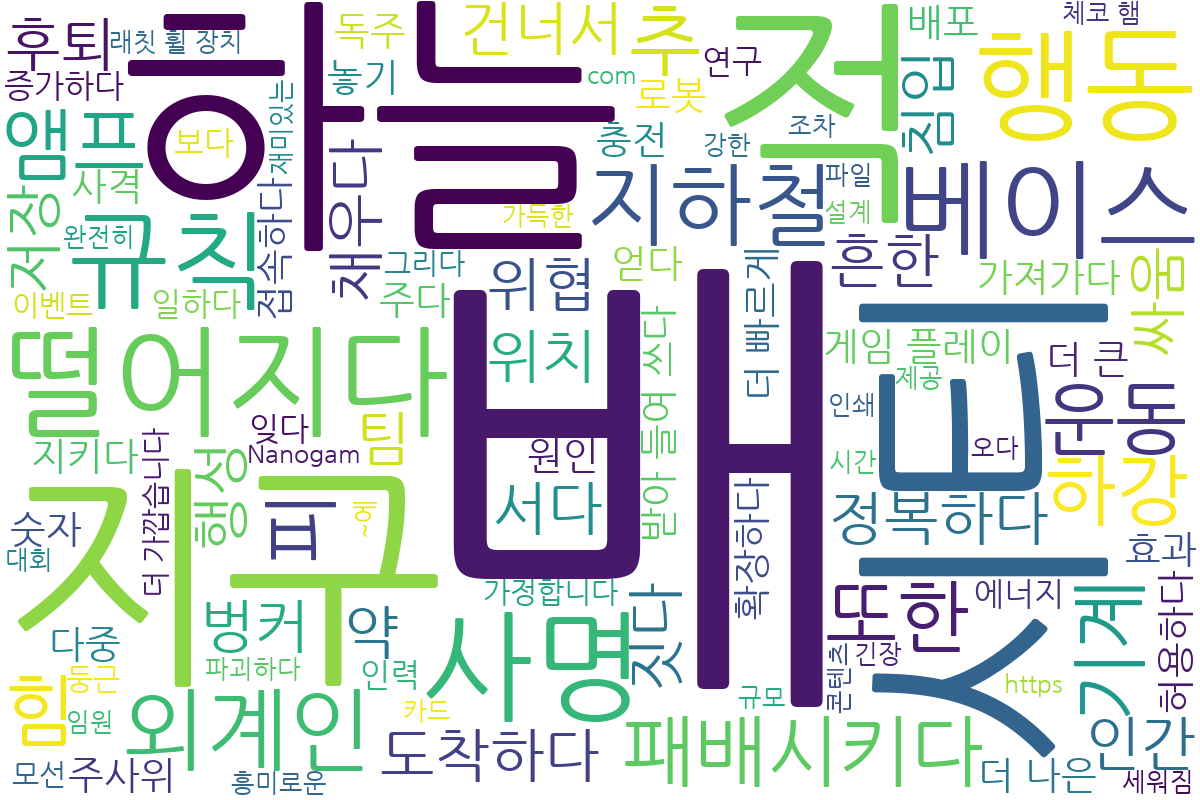 후퇴
래칫 휠 장치
하늘
독주
건너서
추
적
배포
체코 햄
행동
증가하다
놓기
com
연구
로봇
침입
앰프
보다
재미있는
충전
강한
조차
사격
저장
완전히
규칙
접속하다
채우다
가득한
지하철
파일
설계
베이스
그리다
위협
얻다
더 빠르게
흔한
가져가다
싸움
이벤트
일하다
주다
떨어지다
위치
받아 들여 쓰다
게임 플레이
더 큰
제공
배
트
인쇄
운동
잊다
팀
지키다
더 가깝습니다
Nanogam
원인
시간
오다
하강
행성
지구
피
~에
서다
확장하다
정복하다
숫자
대회
효과
가정합니다
짓다
또한
에너지
기계
허용하다
벙커
약
사명
다중
파괴하다
인력
긴장
콘텐츠
규모
https
힘
둥근
임원
외계인
카드
스
인간
모선
주사위
흥미로운
도착하다
패배시키다
더 나은
세워짐